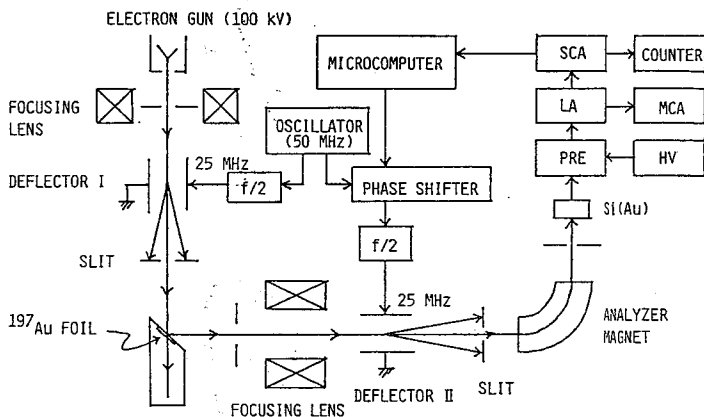 ELECTRON GUN (100 kV)
FOCUSING
LENS
DEFLECTOR I
25 MHz
f/2
OSCILLATOR
(50 MHz)
MICROCOMPUTER
PHASE SHIFTER
f/2
SCA
COUNTER
LA
MCA
PRE
HV
Si(Au)
SLIT
197Au FOIL
FOCUSING LENS
25 MHz
DEFLECTOR II
SLIT
ANALYZER
MAGNET